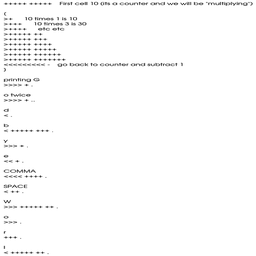 +++++ +++++   First cell 10 (its a counter and we will be "multiplying")
(
++     10 times 1 is 10
>++++     10 times 3 is 30
>+++++     etc etc
>++++++ ++
>++++++ +++
>++++++ ++++
>++++++ +++++
>++++++ ++++++
>++++++ +++++++
<<<<<<<<< -   go back to counter and subtract 1
)
printing G
>>>> + .
o twice
>>>> + ..
d
< .
b
< +++++ +++ .
y
>>> + .
e
<< + .
COMMA
<<<< ++++ .
SPACE
< ++ .
W
>>> +++++ ++ .
o
>>> .
r
+++ .
l
< +++++ ++ .